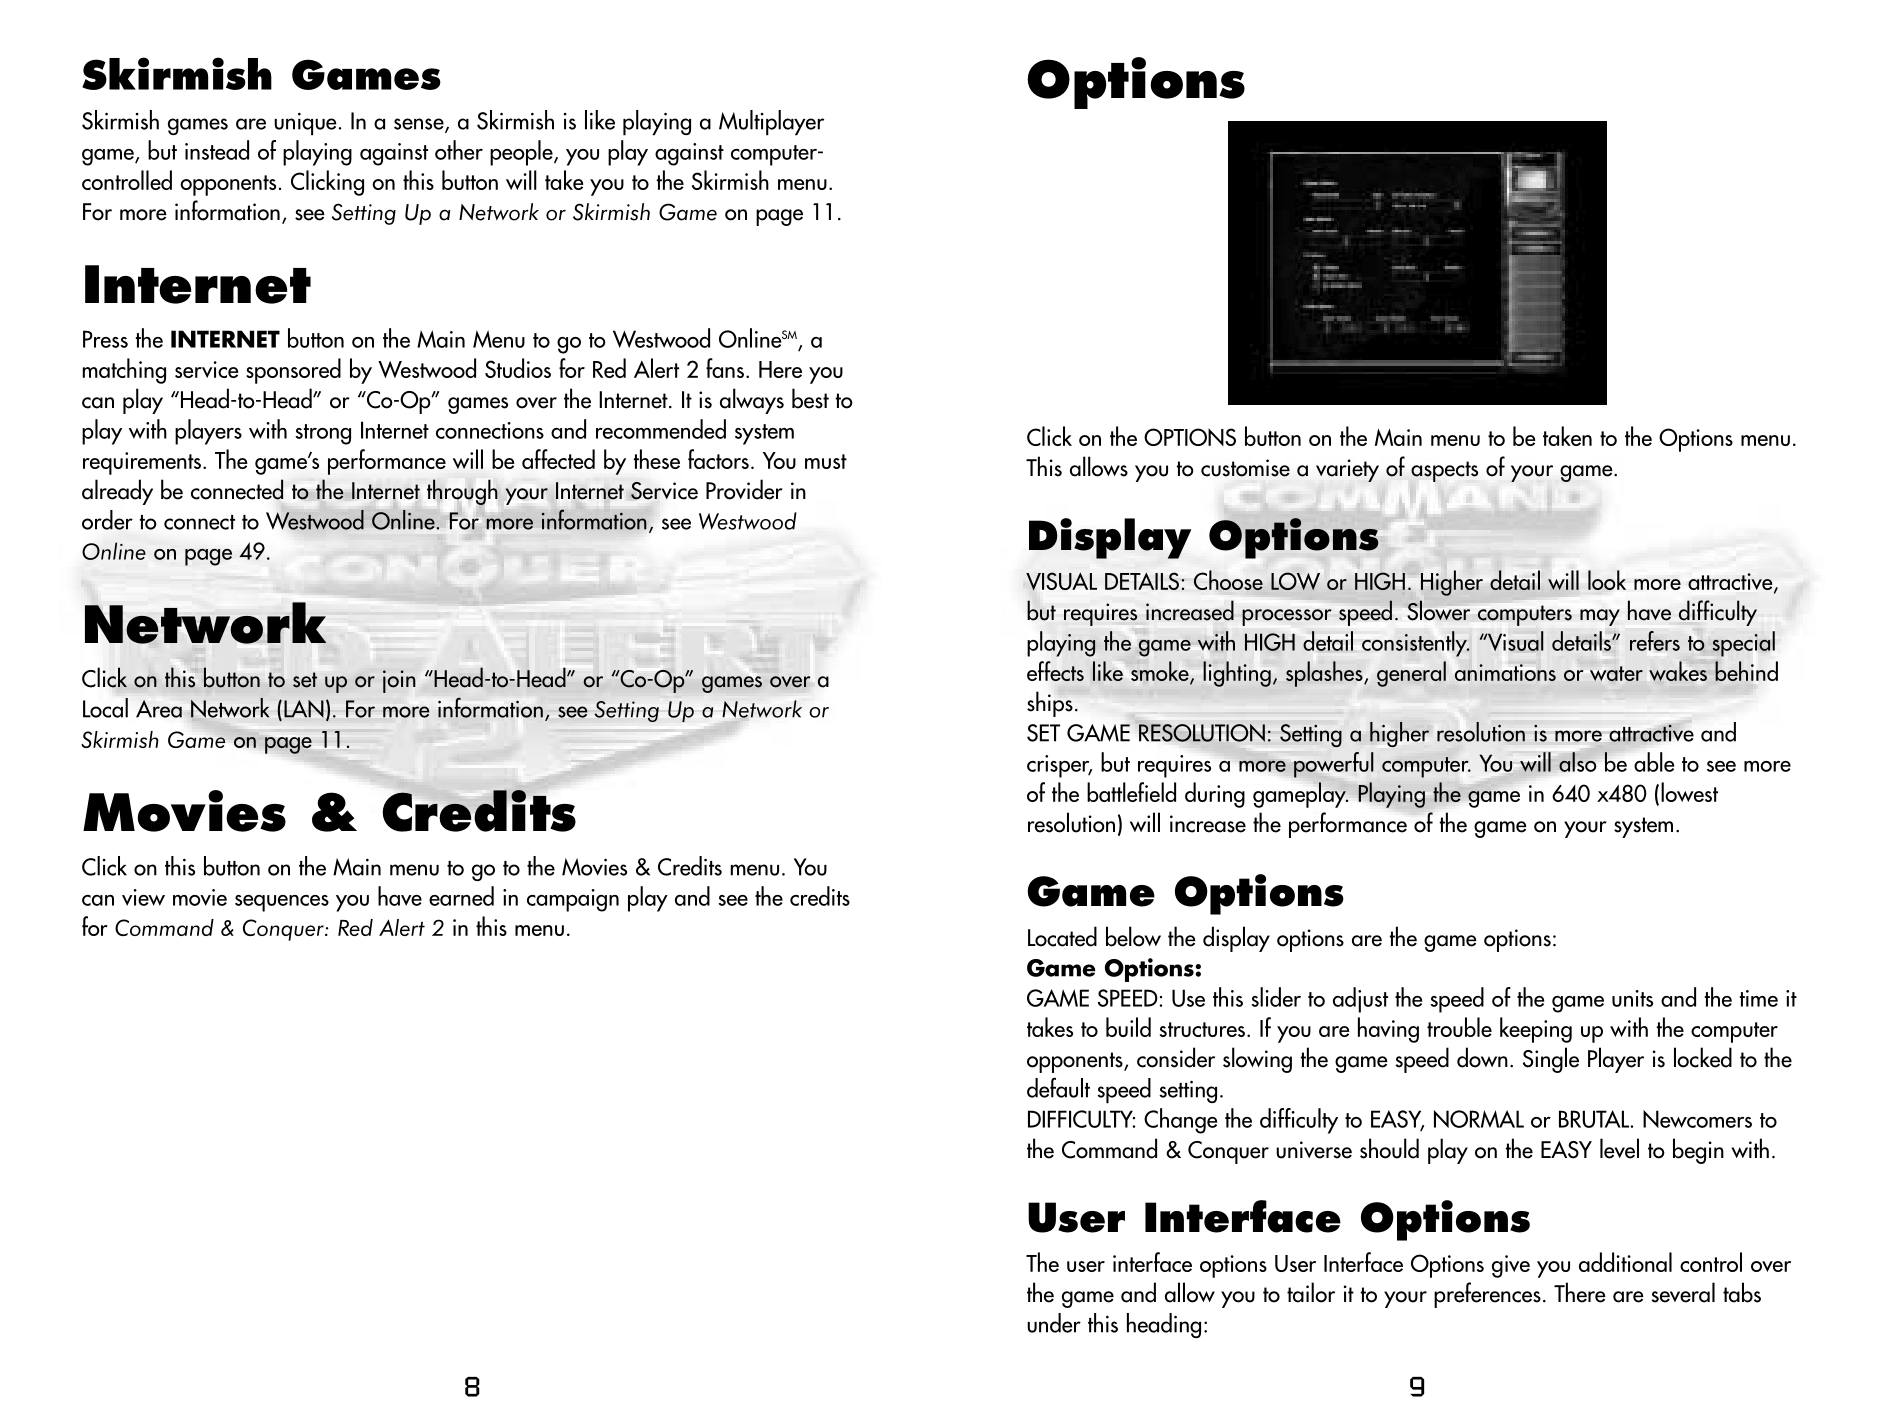 Skirmish Games
Skirmish games are unique. In a sense, a Skirmish is like playing a Multiplayer
game, but instead of playing against other people, you play against computer-
controlled opponents. Clicking on this button will take you to the Skirmish menu.
For more information, see Setting Up a Network or Skirmish Game on page 11.
Internet
Press the INTERNET button on the Main Menu to go to Westwood Online℠, a
matching service sponsored by Westwood Studios for Red Alert 2 fans. Here you
can play “Head-to-Head” or “Co-Op” games over the Internet. It is always best to
play with players with strong Internet connections and recommended system
requirements. The game’s performance will be affected by these factors. You must
already be connected to the Internet through your Internet Service Provider in
order to connect to Westwood Online. For more information, see Westwood
Online on page 49.
Network
Click on this button to set up or join “Head-to-Head” or “Co-Op” games over a
Local Area Network (LAN). For more information, see Setting Up a Network or
Skirmish Game on page 11.
Movies & Credits
Click on this button on the Main menu to go to the Movies & Credits menu. You
can view movie sequences you have earned in campaign play and see the credits
for Command & Conquer: Red Alert 2 in this menu.
COMMAND
&
CONQUER
RED ALERT
2
8
Options
Click on the OPTIONS button on the Main menu to be taken to the Options menu.
This allows you to customise a variety of aspects of your game.
Display Options
VISUAL DETAILS: Choose LOW or HIGH. Higher detail will look more attractive,
but requires increased processor speed. Slower computers may have difficulty
playing the game with HIGH detail consistently. “Visual details” refers to special
effects like smoke, lighting, splashes, general animations or water wakes behind
ships.
SET GAME RESOLUTION: Setting a higher resolution is more attractive and
crisper, but requires a more powerful computer. You will also be able to see more
of the battlefield during gameplay. Playing the game in 640 x480 (lowest
resolution) will increase the performance of the game on your system.
Game Options
Located below the display options are the game options:
Game Options:
GAME SPEED: Use this slider to adjust the speed of the game units and the time it
takes to build structures. If you are having trouble keeping up with the computer
opponents, consider slowing the game speed down. Single Player is locked to the
default speed setting.
DIFFICULTY: Change the difficulty to EASY, NORMAL or BRUTAL. Newcomers to
the Command & Conquer universe should play on the EASY level to begin with.
User Interface Options
The user interface options User Interface Options give you additional control over
the game and allow you to tailor it to your preferences. There are several tabs
under this heading:
COMMAND
&
CONQUER
RED ALERT
2
9